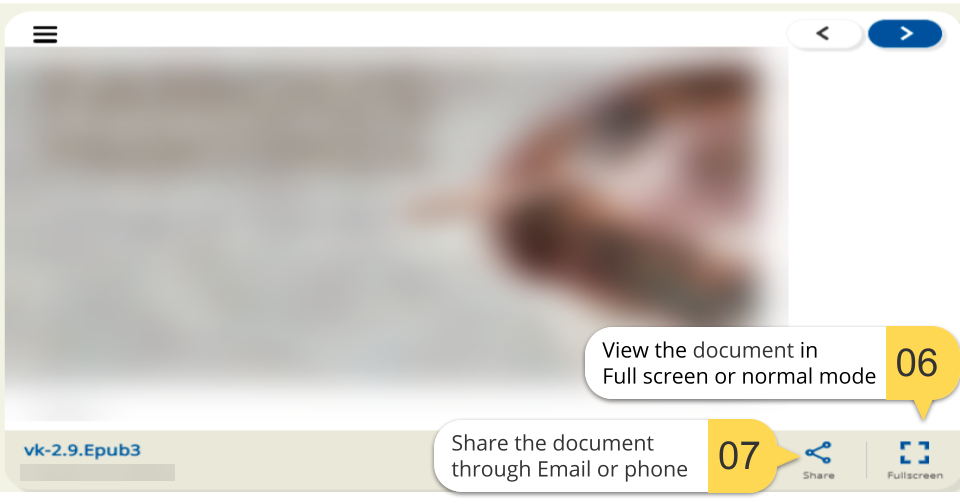 View the document in
Full screen or normal mode
06
Share the document
through Email or phone
07
vk-2.9.Epub3
Share
Fullscreen